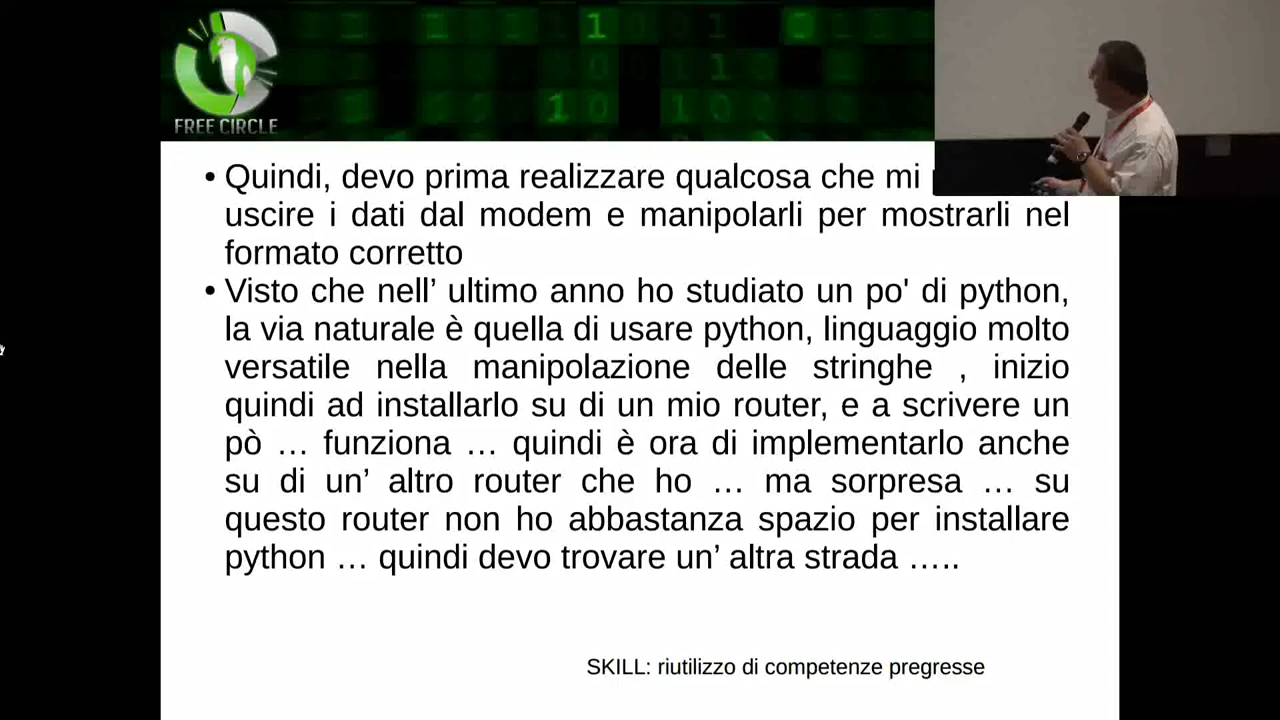 FREE CIRCLE
• Quindi, devo prima realizzare qualcosa che mi
uscire i dati dal modem e manipolarli per mostrarli nel
formato corretto
• Visto che nell’ ultimo anno ho studiato un po' di python,
la via naturale è quella di usare python, linguaggio molto
versatile nella manipolazione delle stringhe , inizio
quindi ad installarlo su di un mio router, e a scrivere un
pò … funziona … quindi è ora di implementarlo anche
su di un’ altro router che ho … ma sorpresa … su
questo router non ho abbastanza spazio per installare
python … quindi devo trovare un’ altra strada …..
SKILL: riutilizzo di competenze pregresse